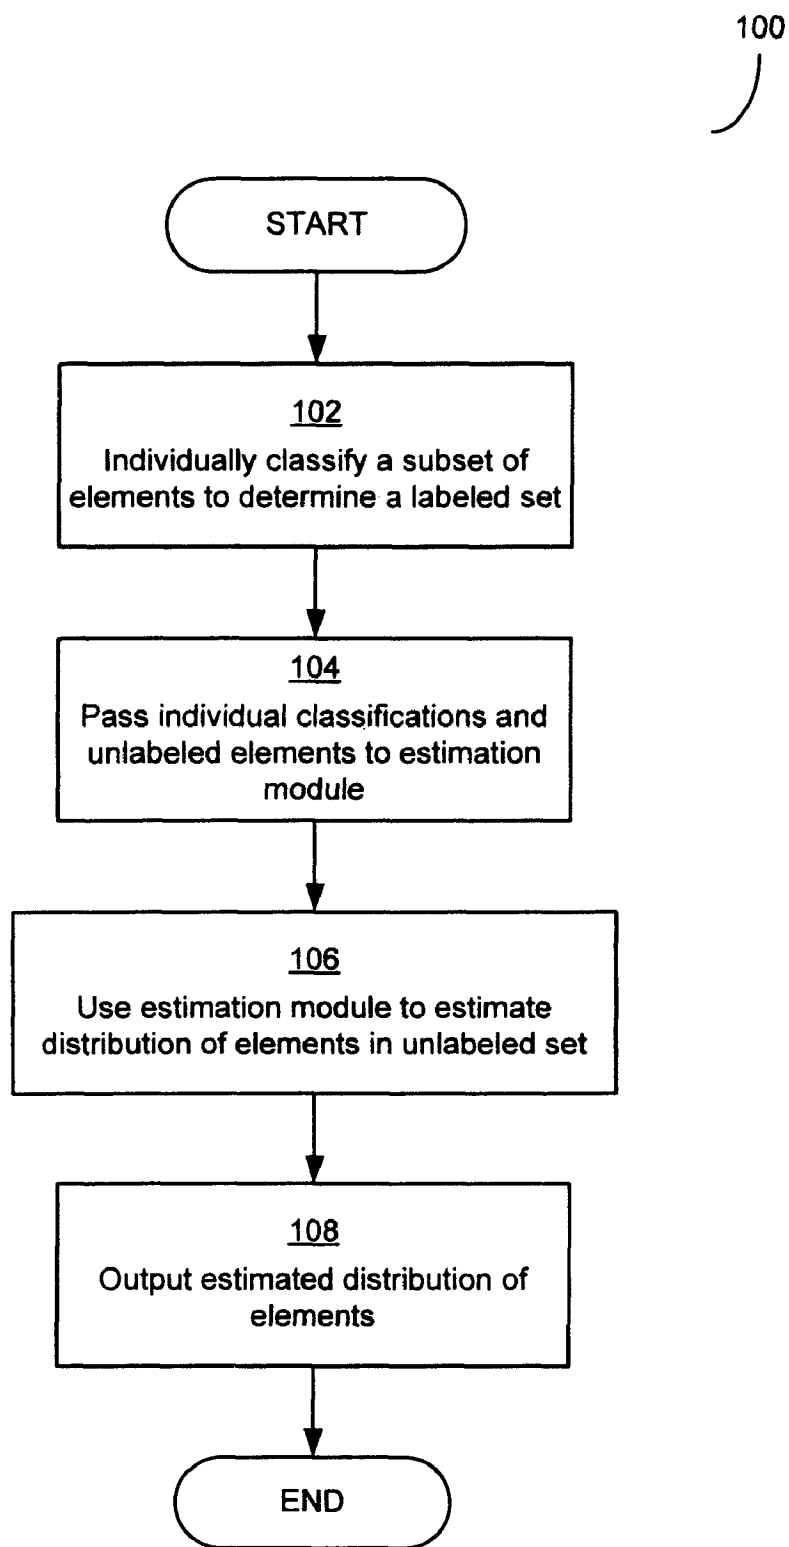 100
START
102
Individually classify a subset of
elements to determine a labeled set
104
Pass individual classifications and
unlabeled elements to estimation
module
106
Use estimation module to estimate
distribution of elements in unlabeled set
108
Output estimated distribution of
elements
END